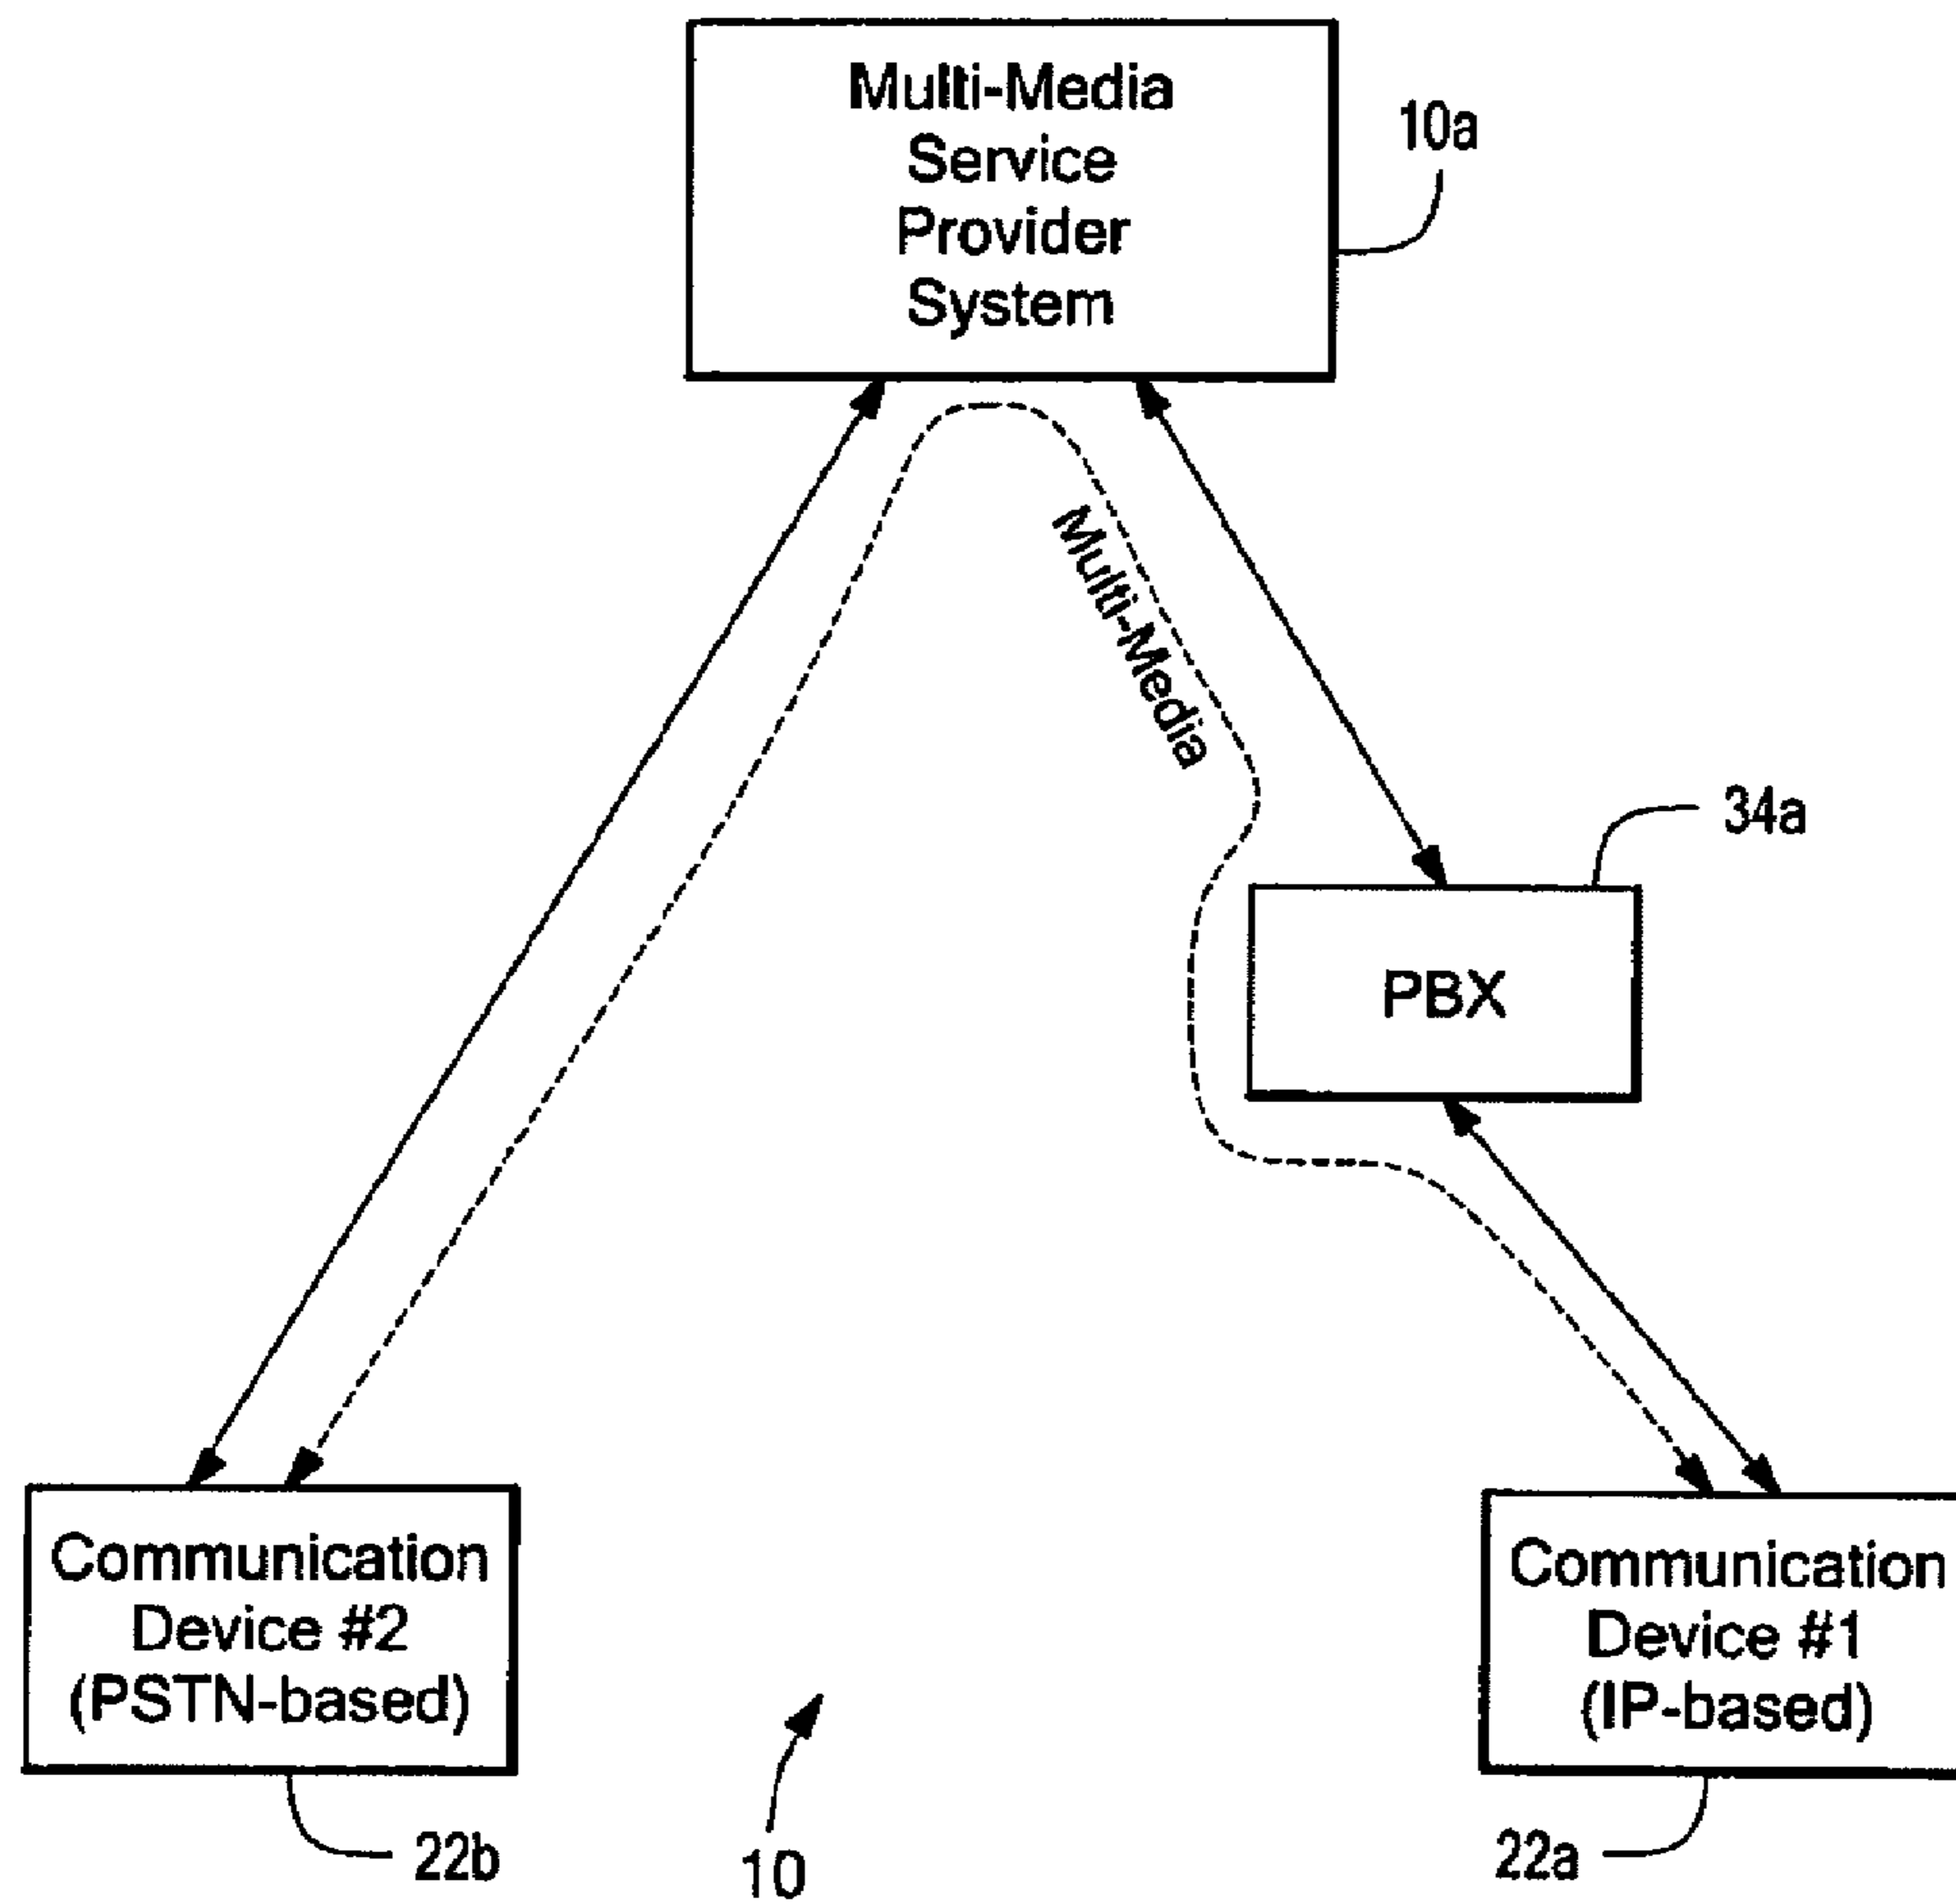 Multi-Media
Service
Provider
System
10a
Multi-Media
34a
PBX
Communication
Device #2
(PSTN-based)
Communication
Device #1
(IP-based)
22b
10
22a